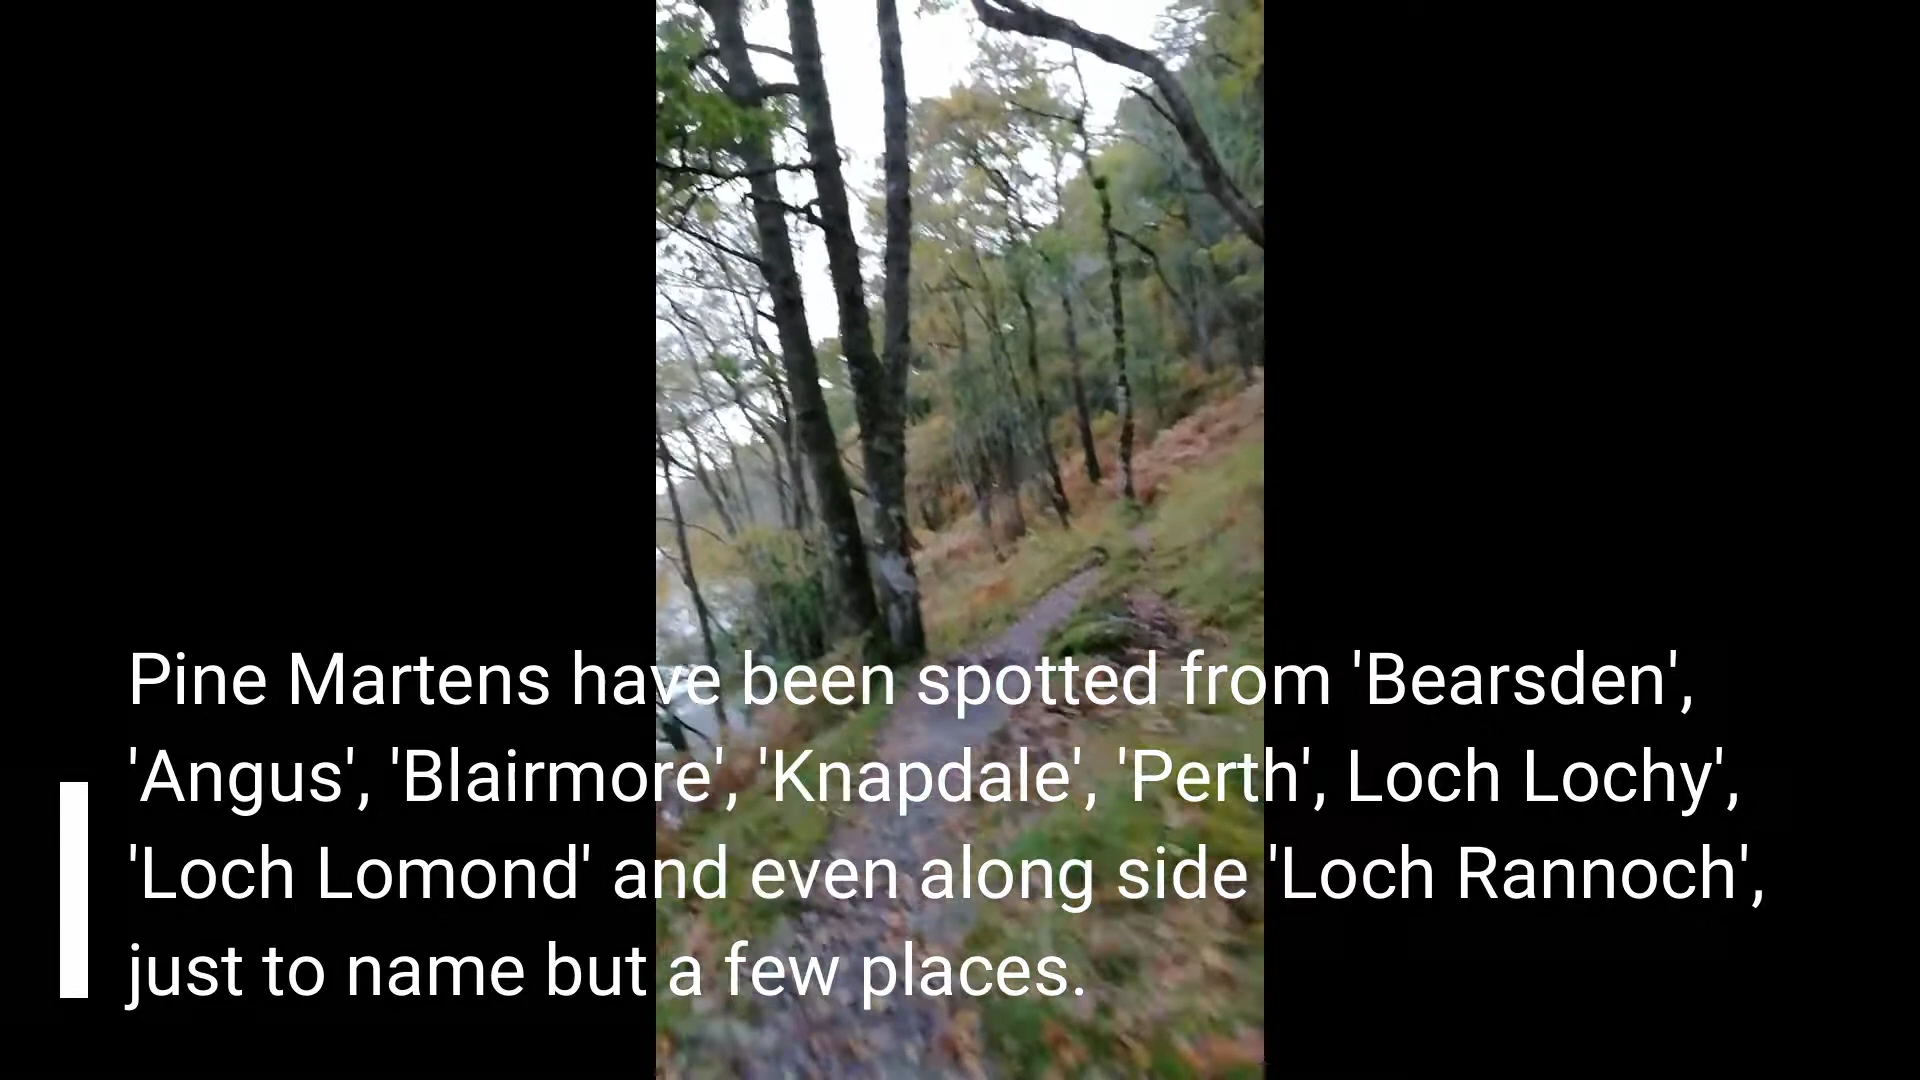 Pine Martens have been spotted from 'Bearsden',
'Angus', 'Blairmore', 'Knapdale', 'Perth', Loch Lochy',
'Loch Lomond' and even along side 'Loch Rannoch',
just to name but a few places.